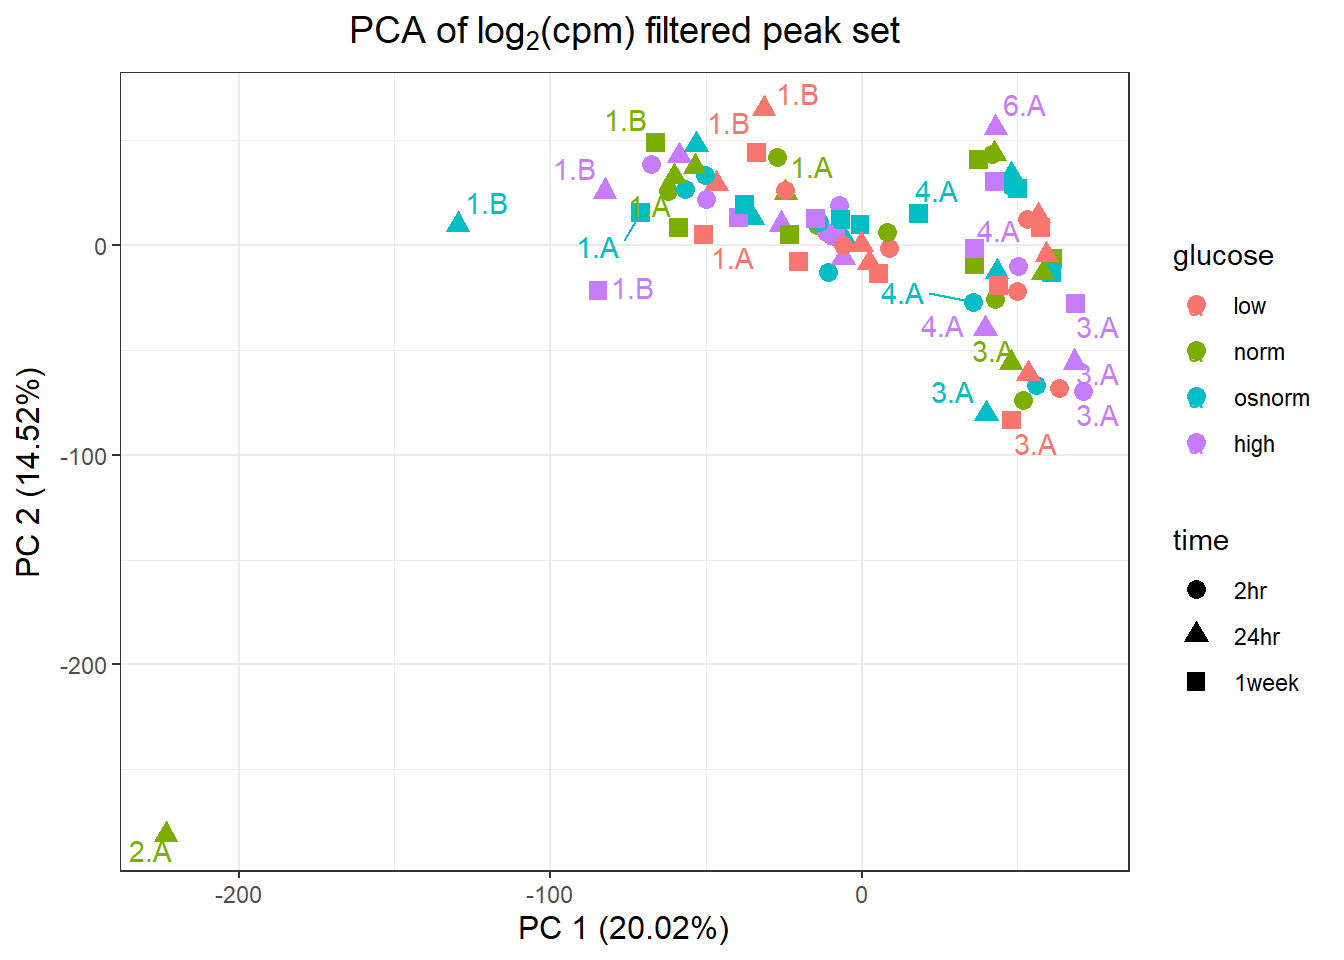 PCA of log₂(cpm) filtered peak set
1.B
6.A
1.B
1.B
1.A
1.B
4.A
1.B
1.A
4.A
1.A
1.A
1.B
4.A
4.A
3.A
3.A
3.A
3.A
3.A
3.A
2.A
0
-100
-200
-200
-100
0
PC 1 (20.02%)
PC 2 (14.52%)
glucose
low
norm
osnorm
high
time
2hr
24hr
1week